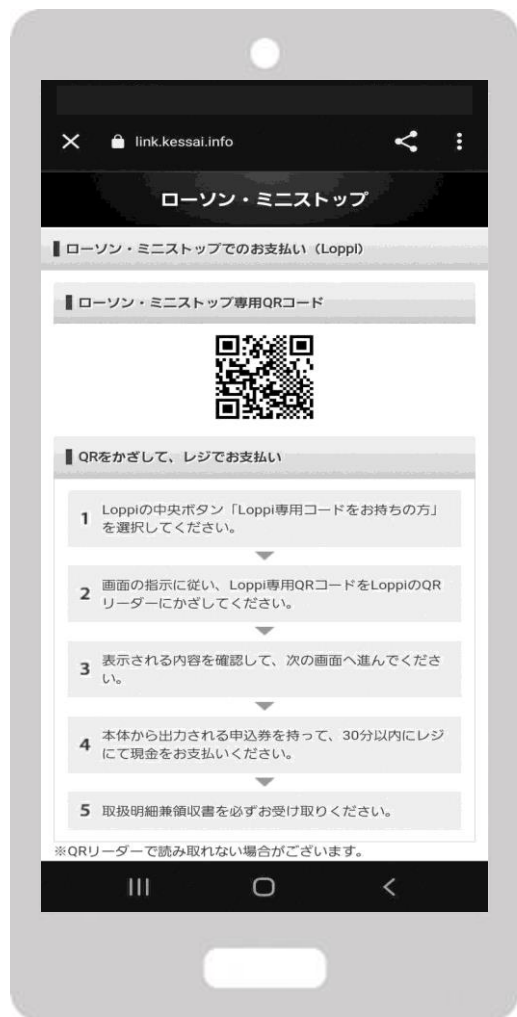 link.kessai.info
ローソン・ミニストップ
ローソン・ミニストップでのお支払い（Loppi）
ローソン・ミニストップ専用QRコード
QRをかざして、レジでお支払い
1 Loppiの中央ボタン「Loppi専用コードをお持ちの方」
を選択してください。
2 画面の指示に従い、Loppi専用QRコードをLoppiのQR
リーダーにかざしてください。
3 表示される内容を確認して、次の画面へ進んでくださ
い。
4 本体から出力される申込券を持って、30分以内にレジ
にて現金をお支払いください。
5 取扱明細兼領収書を必ずお受け取りください。
※QRリーダーで読み取れない場合がございます。